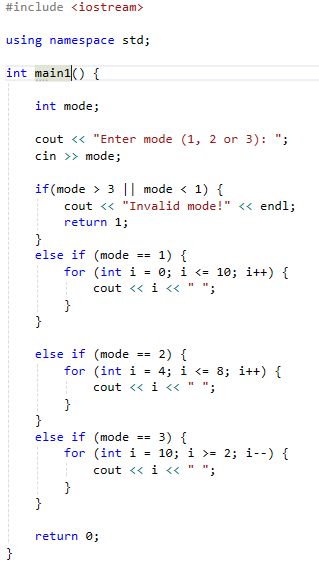 #include <iostream>
using namespace std;
int main1() {
int mode;
cout << "Enter mode (1, 2 or 3): ";
cin >> mode;
if(mode > 3 || mode < 1) {
cout << "Invalid mode!" << endl;
return 1;
}
else if (mode == 1) {
for (int i = 0; i <= 10; i++) {
cout << i << " ";
}
}
else if (mode == 2) {
for (int i = 4; i <= 8; i++) {
cout << i << " ";
}
}
else if (mode == 3) {
for (int i = 10; i >= 2; i--) {
cout << i << " ";
}
}
return 0;
}